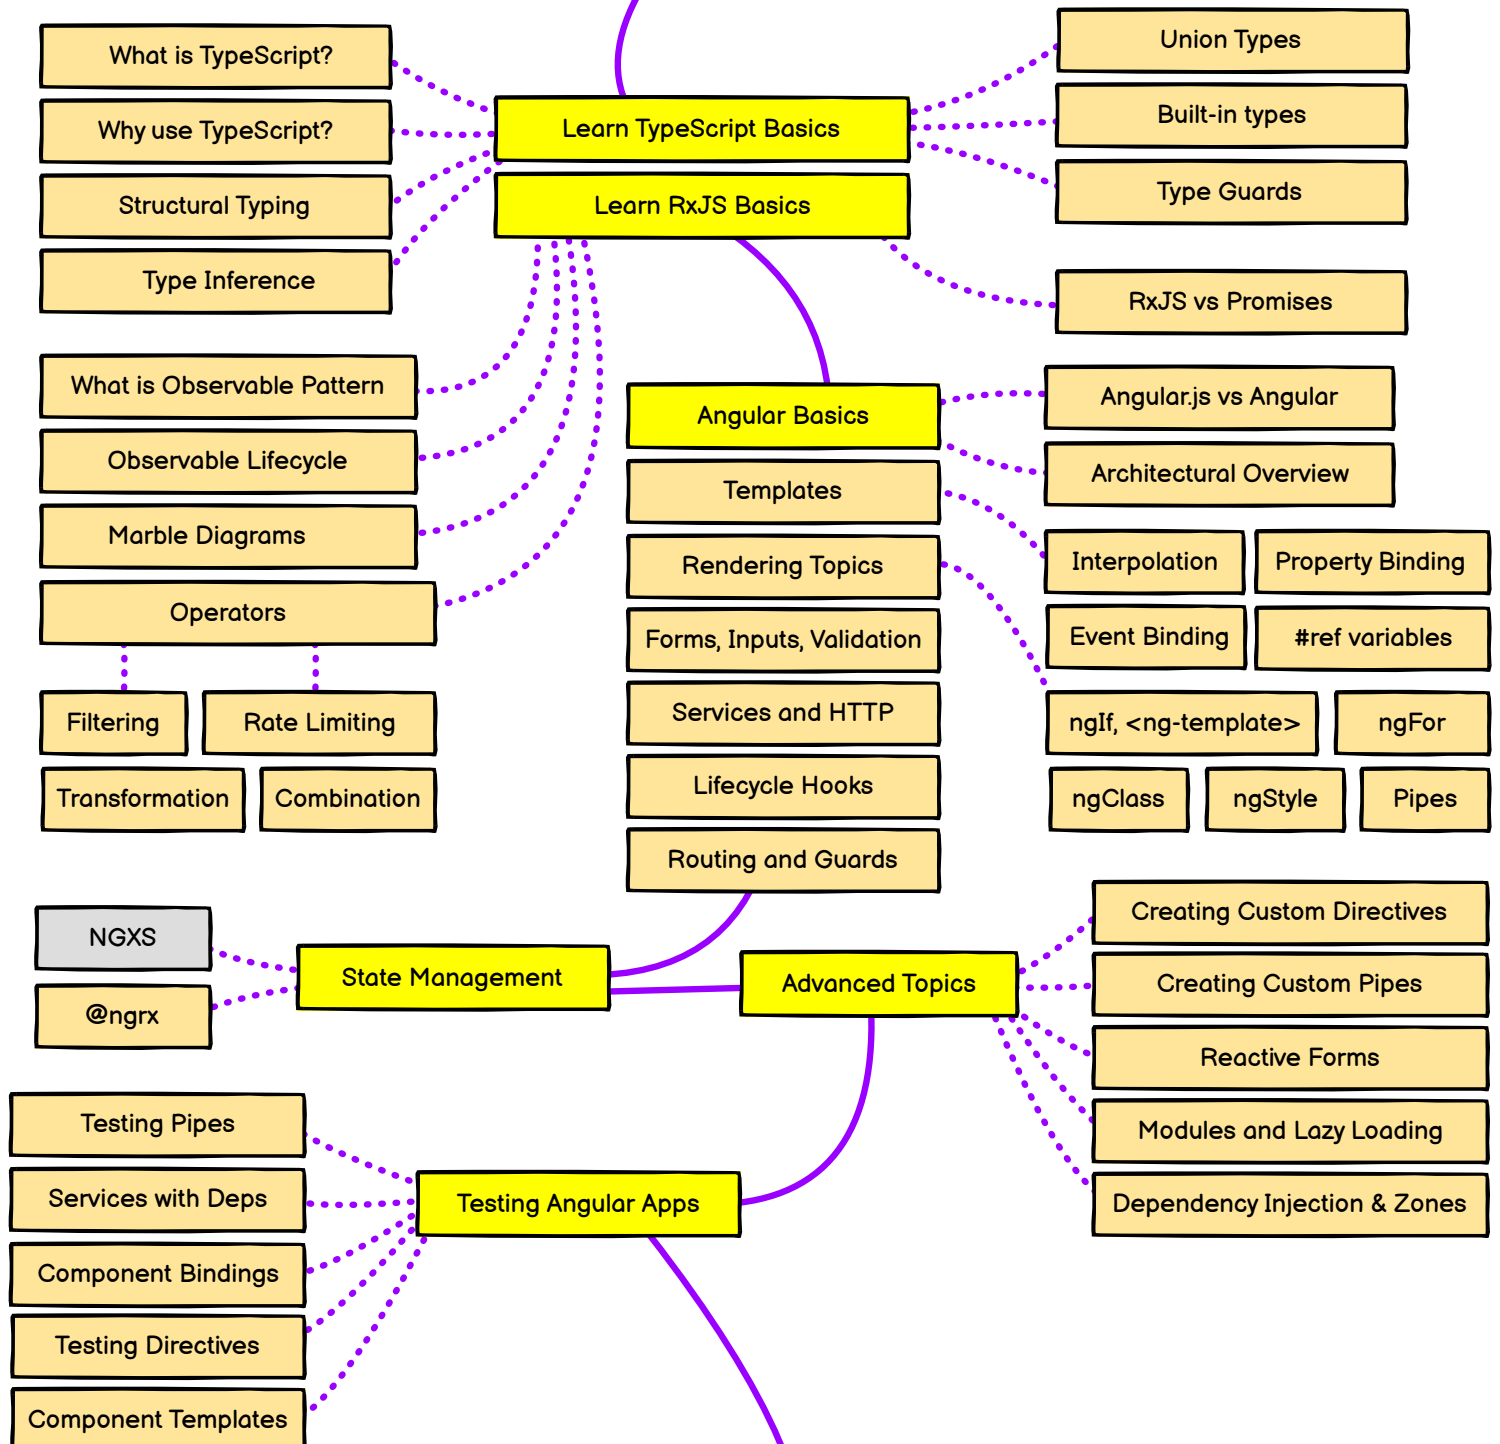 What is TypeScript?
Why use TypeScript?
Structural Typing
Type Inference
Learn TypeScript Basics
Learn RxJS Basics
Union Types
Built-in types
Type Guards
RxJS vs Promises
What is Observable Pattern
Observable Lifecycle
Marble Diagrams
Operators
Filtering
Rate Limiting
Transformation
Combination
Angular Basics
Templates
Rendering Topics
Forms, Inputs, Validation
Services and HTTP
Lifecycle Hooks
Routing and Guards
Angular.js vs Angular
Architectural Overview
Interpolation
Property Binding
Event Binding
#ref variables
ngIf, <ng-template>
ngFor
ngClass
ngStyle
Pipes
NGXS
@ngrx
State Management
Advanced Topics
Creating Custom Directives
Creating Custom Pipes
Reactive Forms
Modules and Lazy Loading
Dependency Injection & Zones
Testing Pipes
Services with Deps
Component Bindings
Testing Directives
Component Templates
Testing Angular Apps